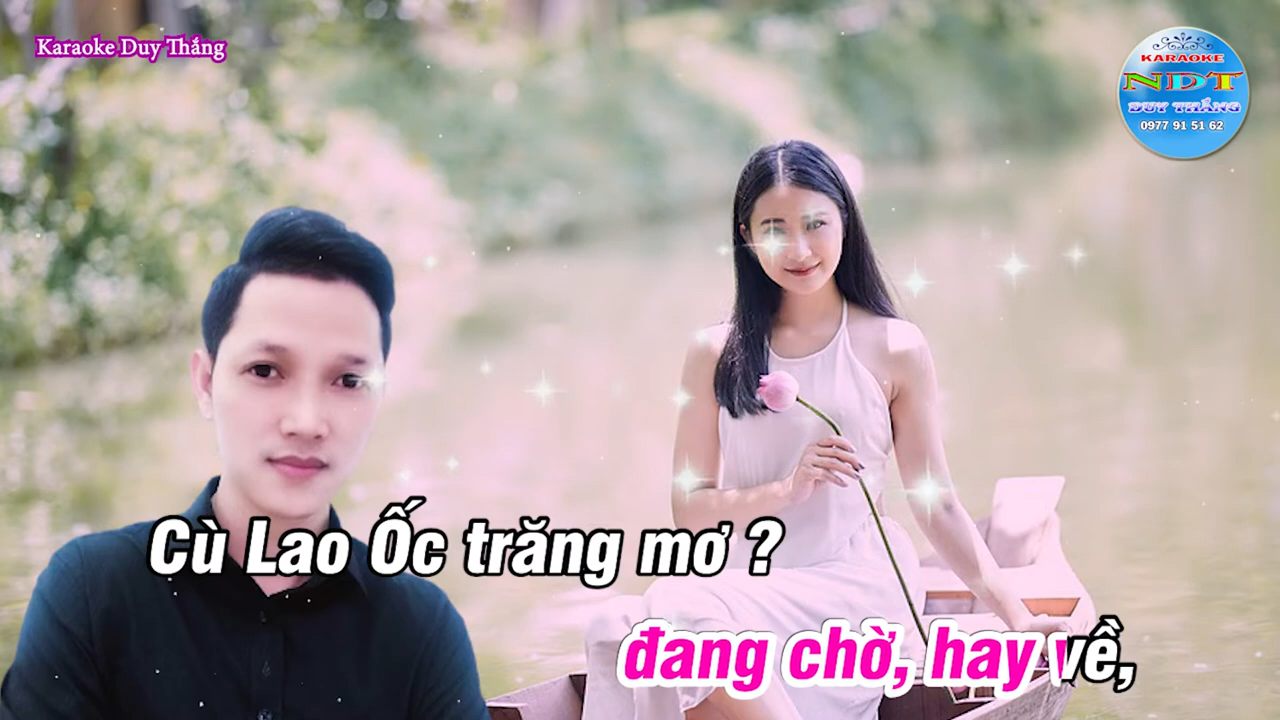 Karaoke Duy Thắng
KARAOKE
NDT
DUY THẮNG
0977 91 51 62
Cù Lao Ốc trăng mơ ?
đang chờ, hay về,